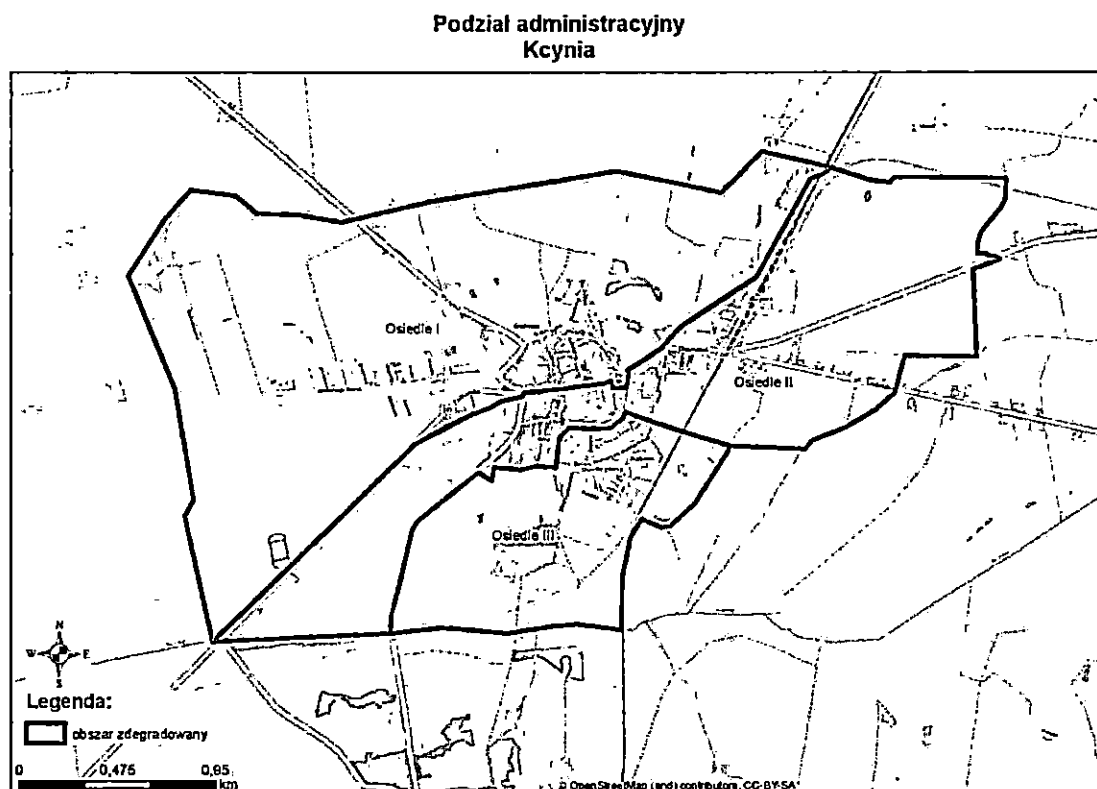 Podział administracyjny
Kcynia
Osiedle I
Osiedle II
Osiedle III
N
W E
S
Legenda:
obszar zdegradowany
0 0,475 0,95
km
© OpenStreetMap (and) contributors, CC-BY-SA